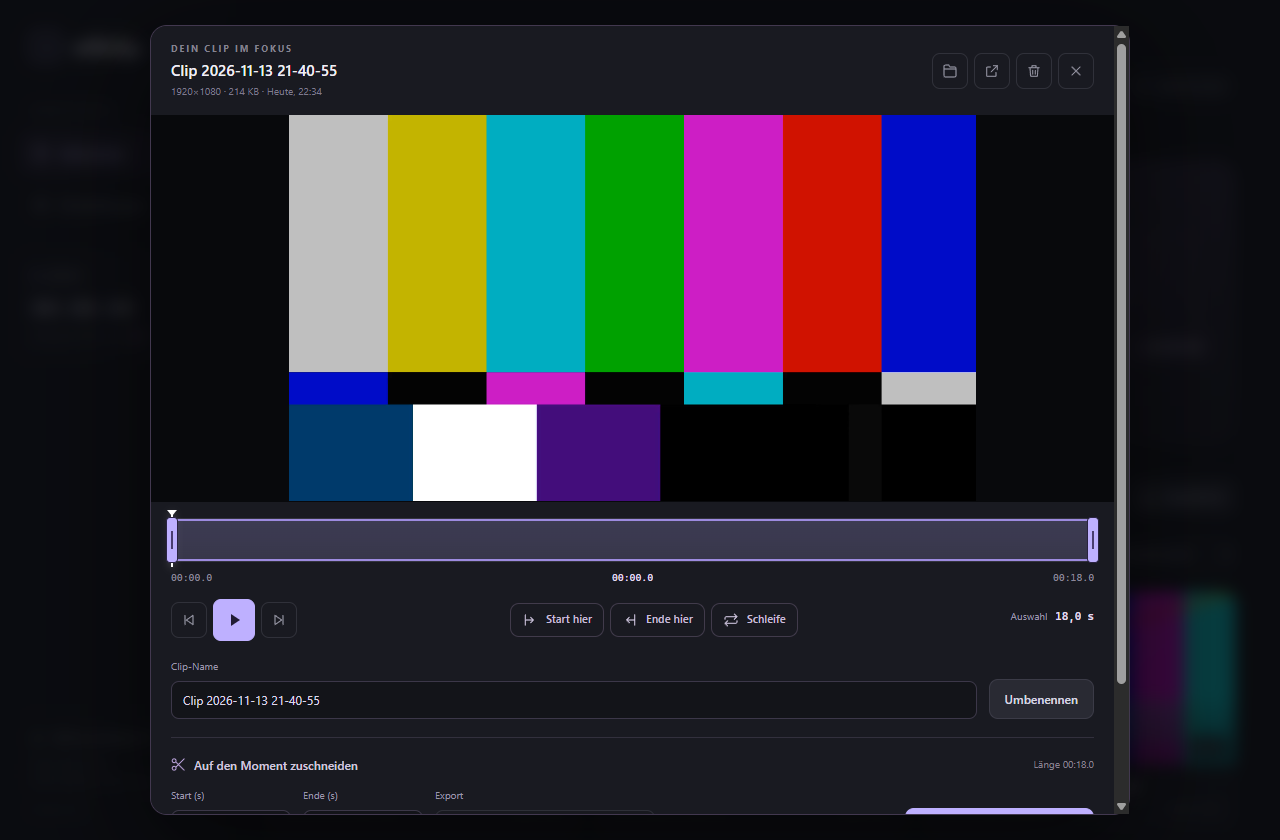 DEIN CLIP IM FOKUS
Clip 2026-11-13 21-40-55
1920×1080 · 214 KB · Heute, 22:34
00:00.0 00:00.0 00:18.0
Start hier Ende hier Schleife Auswahl 18,0 s
Clip-Name
Clip 2026-11-13 21-40-55 Umbenennen
Auf den Moment zuschneiden Länge 00:18.0
Start (s) Ende (s) Export